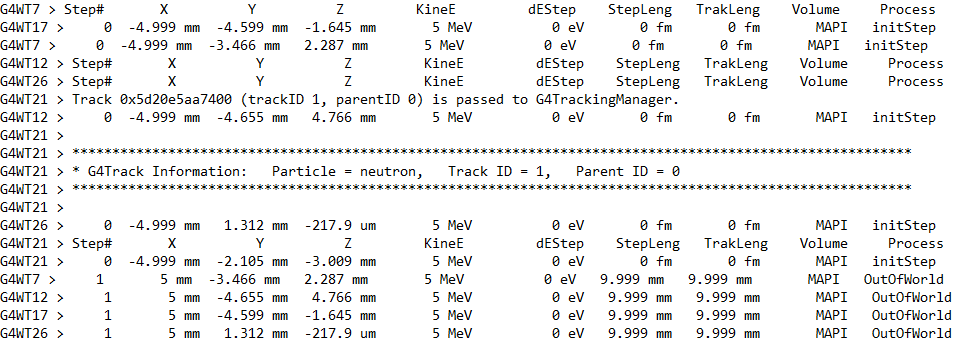 G4WT7 > Step#      X         Y         Z        KineE    dEStep   StepLeng  TrakLeng    Volume     Process
G4WT17 >     0   -4.999 mm  -4.599 mm  -1.645 mm     5 MeV      0 eV      0 fm      0 fm      MAPI   initStep
G4WT7 >     0   -4.999 mm  -3.466 mm  2.287 mm     5 MeV      0 eV      0 fm      0 fm      MAPI   initStep
G4WT12 > Step#      X         Y         Z        KineE    dEStep   StepLeng  TrakLeng    Volume     Process
G4WT26 > Step#      X         Y         Z        KineE    dEStep   StepLeng  TrakLeng    Volume     Process
G4WT21 > Track 0x5d20e5aa7400 (trackID 1, parentID 0) is passed to G4TrackingManager.
G4WT12 >     0   -4.999 mm  -4.655 mm  4.766 mm     5 MeV      0 eV      0 fm      0 fm      MAPI   initStep
G4WT21 >
G4WT21 > *********************************************************************************************************
G4WT21 > * G4Track Information:   Particle = neutron,   Track ID = 1,   Parent ID = 0
G4WT21 > *********************************************************************************************************
G4WT21 >
G4WT26 >     0   -4.999 mm  1.312 mm  -217.9 um     5 MeV      0 eV      0 fm      0 fm      MAPI   initStep
G4WT21 > Step#      X         Y         Z        KineE    dEStep   StepLeng  TrakLeng    Volume     Process
G4WT21 >     0   -4.999 mm  -2.105 mm  -3.009 mm     5 MeV      0 eV      0 fm      0 fm      MAPI   initStep
G4WT7 >     1   5 mm  -3.466 mm  2.287 mm     5 MeV      0 eV  9.999 mm  9.999 mm      MAPI   OutOfWorld
G4WT12 >     1   5 mm  -4.655 mm  4.766 mm     5 MeV      0 eV  9.999 mm  9.999 mm      MAPI   OutOfWorld
G4WT17 >     1   5 mm  -4.599 mm  -1.645 mm     5 MeV      0 eV  9.999 mm  9.999 mm      MAPI   OutOfWorld
G4WT26 >     1   5 mm  1.312 mm  -217.9 um     5 MeV      0 eV  9.999 mm  9.999 mm      MAPI   OutOfWorld